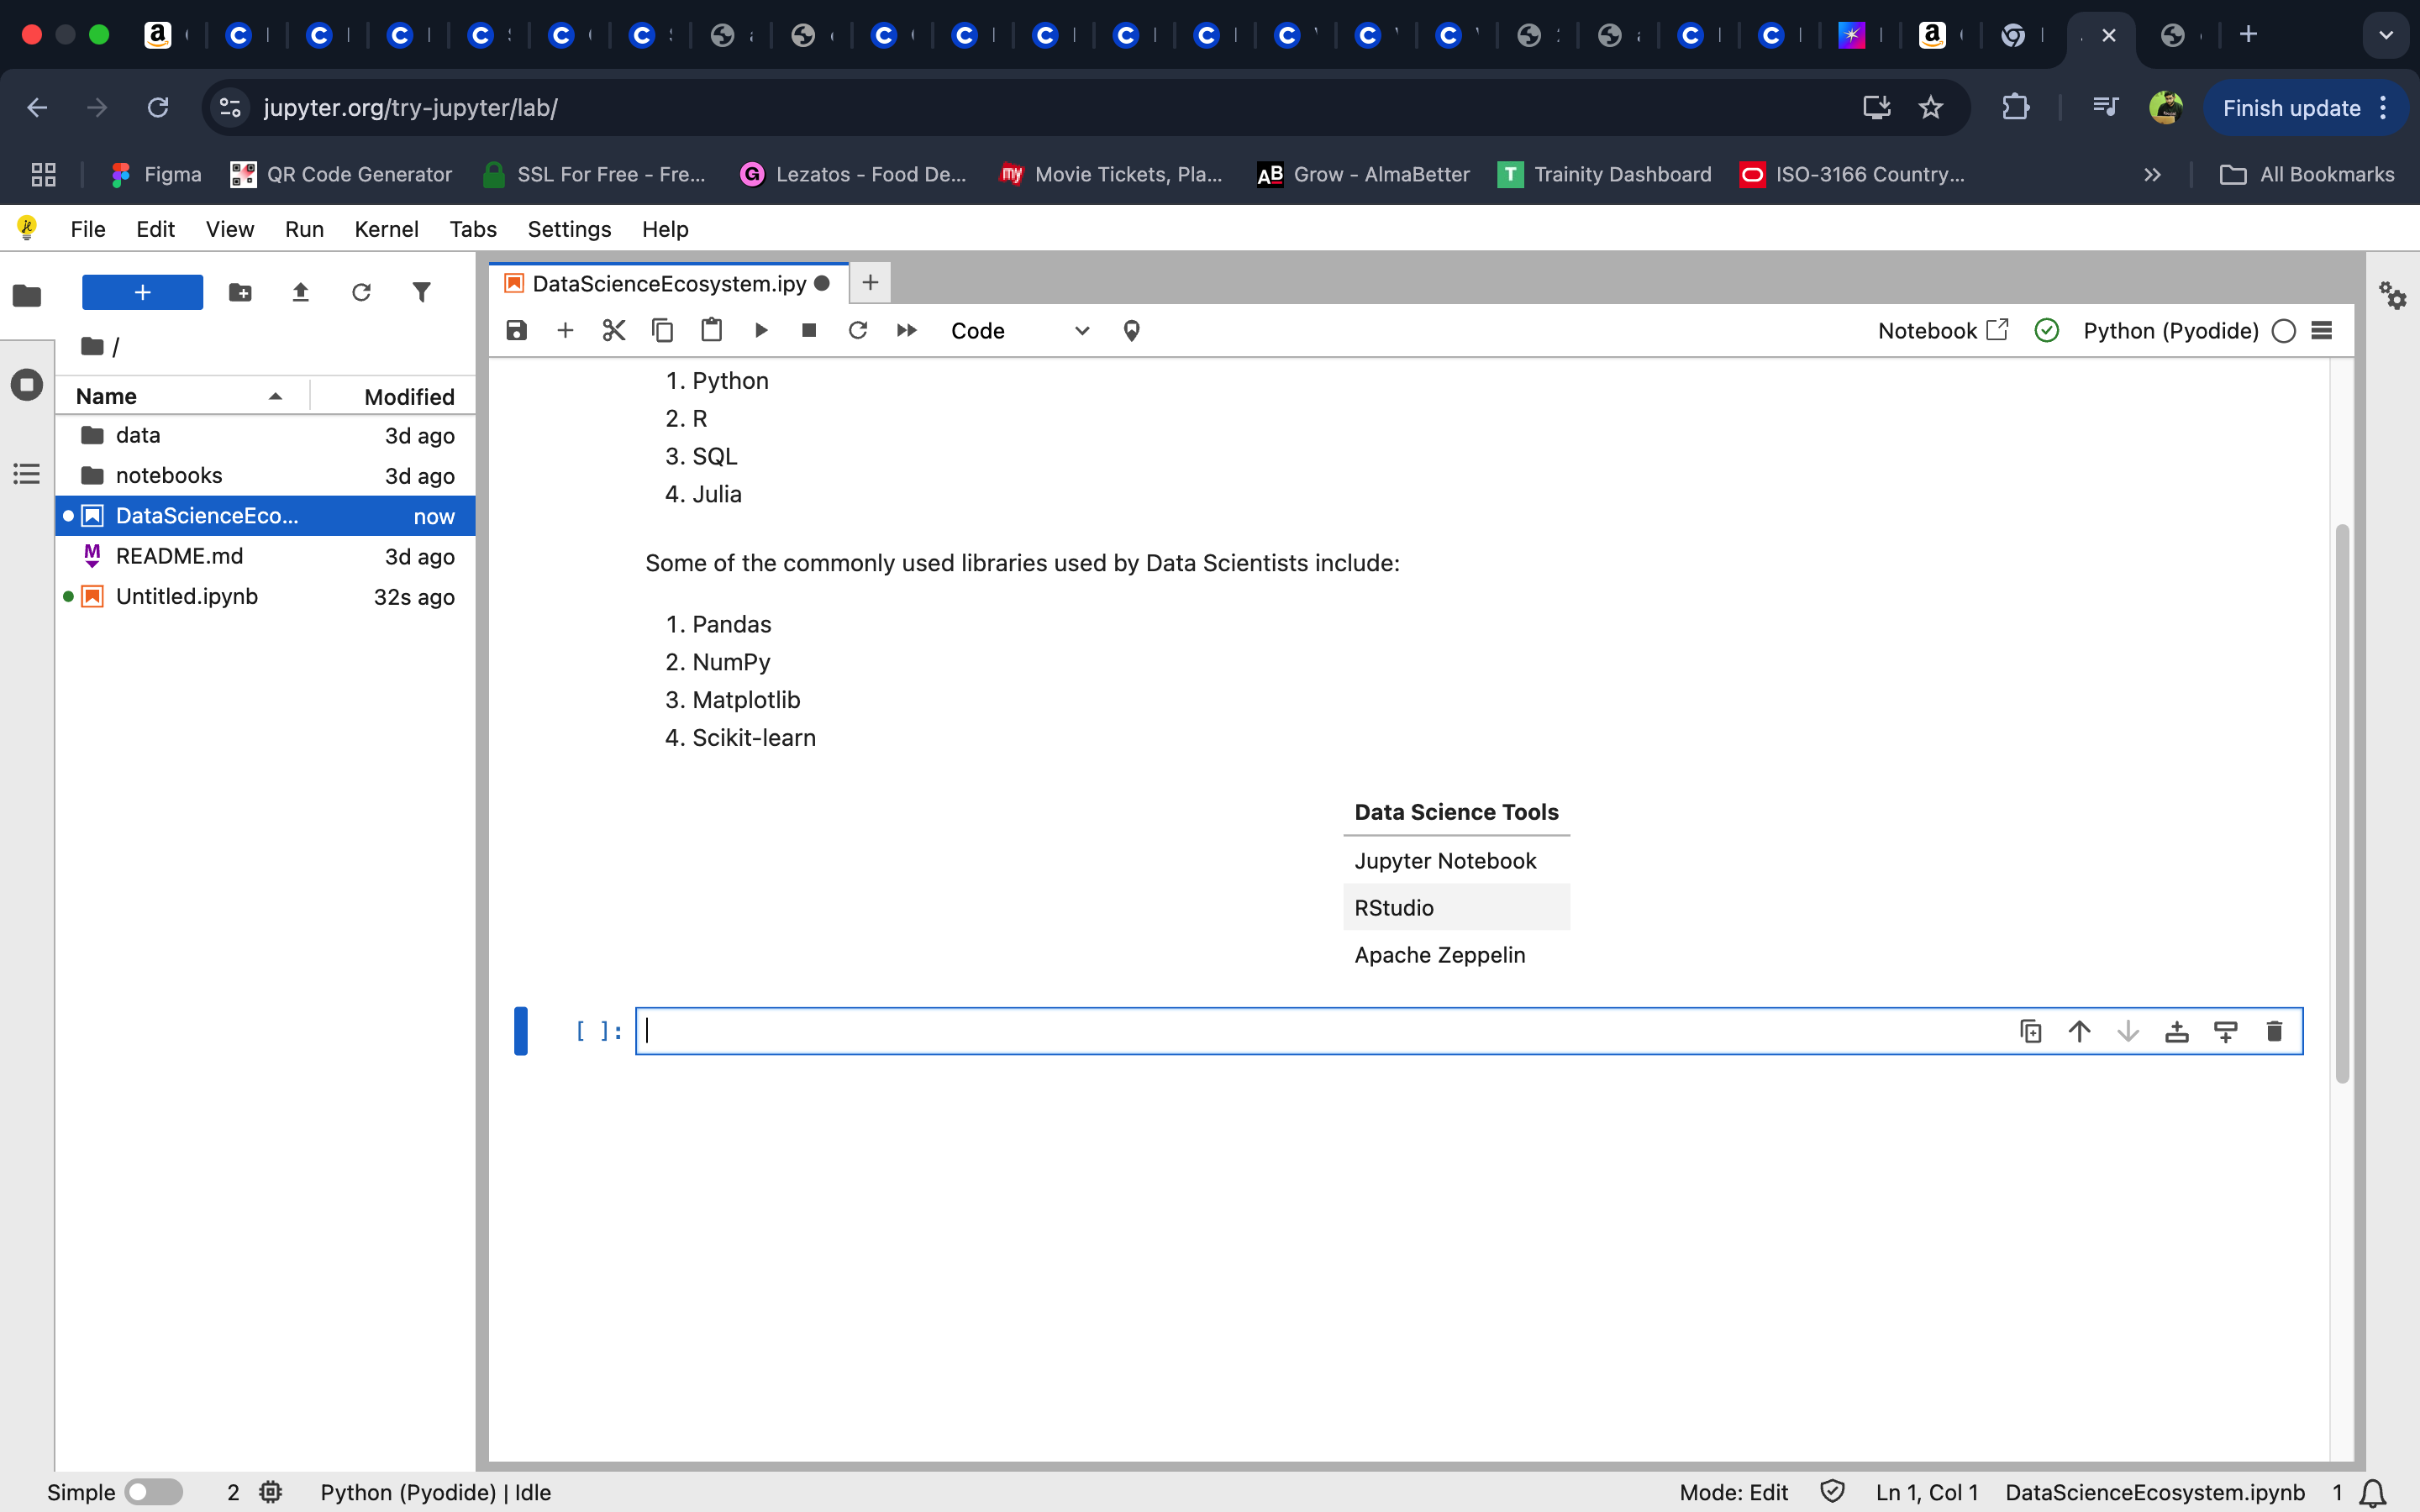 jupyter.org/try-jupyter/lab/
Finish update
Figma
QR Code Generator
SSL For Free - Fre...
Lezatos - Food De...
Movie Tickets, Pla...
Grow - AlmaBetter
Trainity Dashboard
ISO-3166 Country...
All Bookmarks
File Edit View Run Kernel Tabs Settings Help
/
Name Modified
data 3d ago
notebooks 3d ago
DataScienceEco... now
README.md 3d ago
Untitled.ipynb 32s ago
DataScienceEcosystem.ipy
Code
Notebook
Python (Pyodide)
1. Python
2. R
3. SQL
4. Julia
Some of the commonly used libraries used by Data Scientists include:
1. Pandas
2. NumPy
3. Matplotlib
4. Scikit-learn
Data Science Tools
Jupyter Notebook
RStudio
Apache Zeppelin
[ ]:
Simple 2 Python (Pyodide) | Idle Mode: Edit Ln 1, Col 1 DataScienceEcosystem.ipynb 1